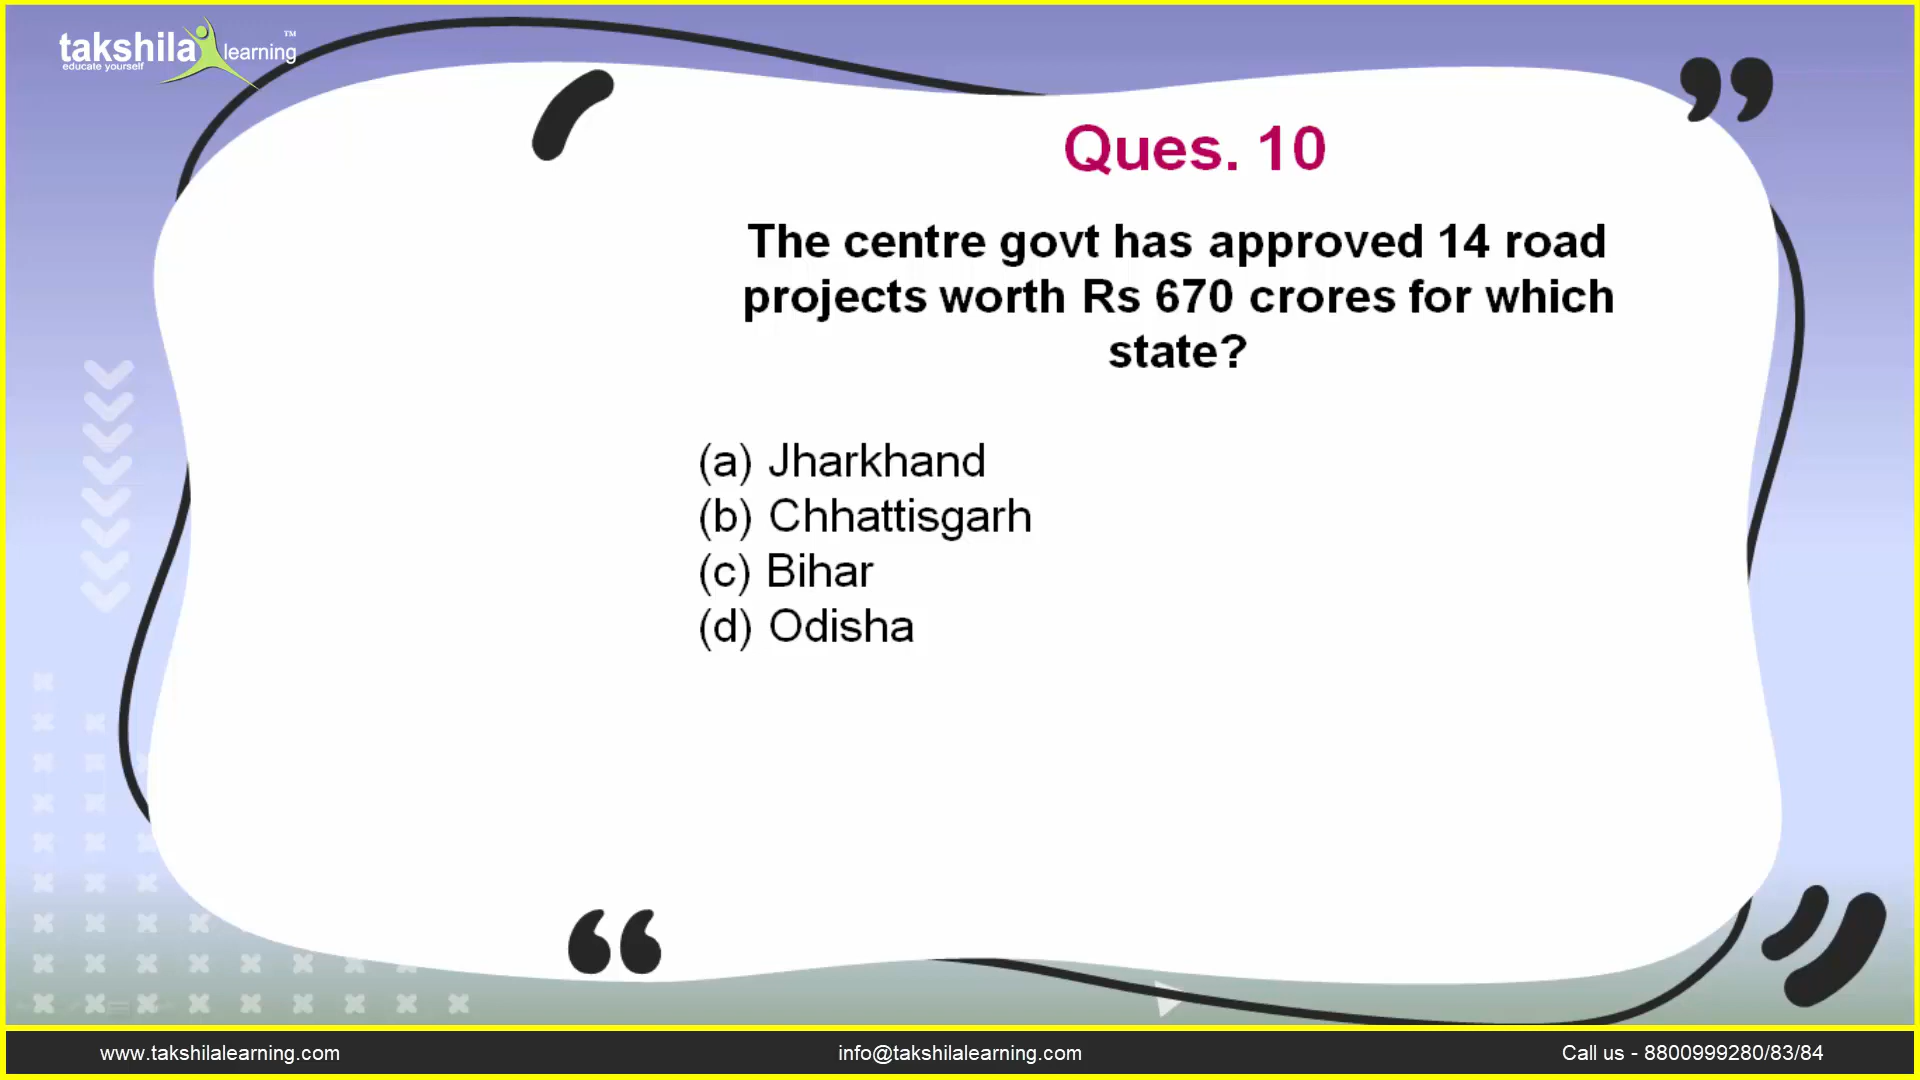 takshila learning ™
educate yourself
Ques. 10
The centre govt has approved 14 road
projects worth Rs 670 crores for which
state?
(a) Jharkhand
(b) Chhattisgarh
(c) Bihar
(d) Odisha
www.takshilalearning.com info@takshilalearning.com Call us - 8800999280/83/84